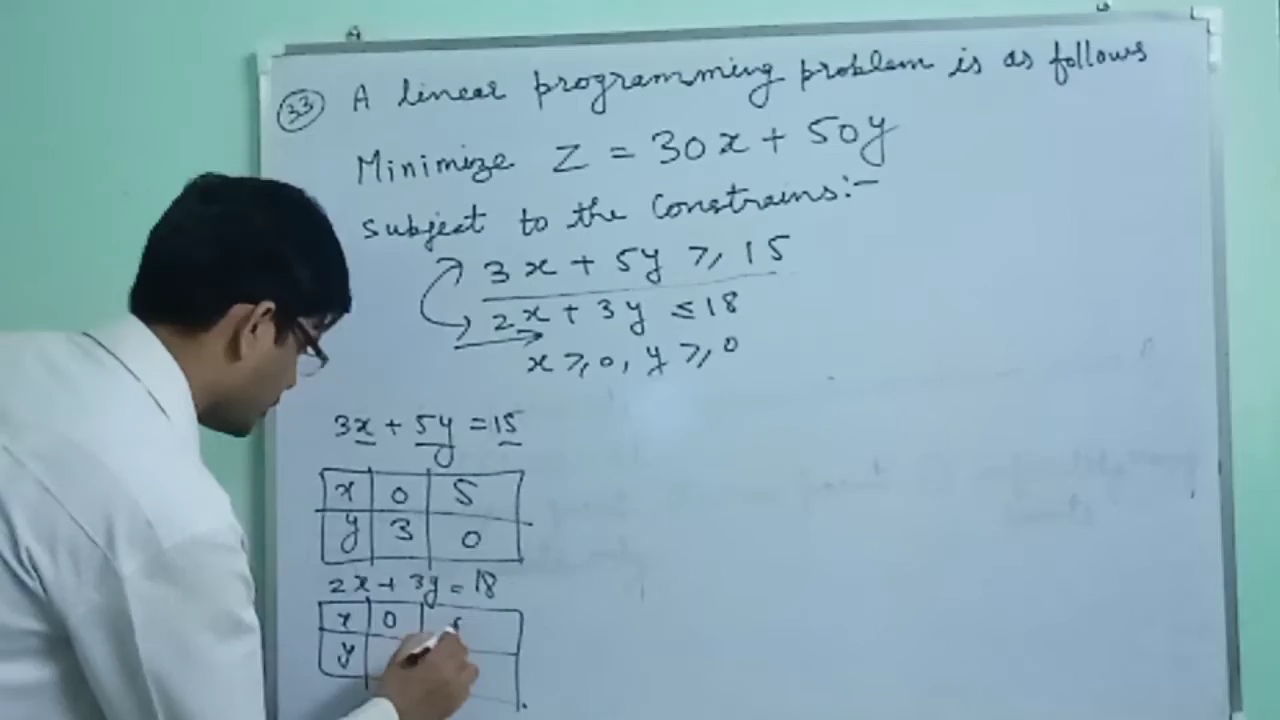 33 A linear programming problem is as follows
Minimize Z = 30x + 50y
subject to the Constrains:-
3x + 5y ⩾ 15
2x + 3y ≤ 18
x ⩾ 0, y ⩾ 0
3x + 5y = 15
x 0 5
y 3 0
2x + 3y = 18
x 0
y